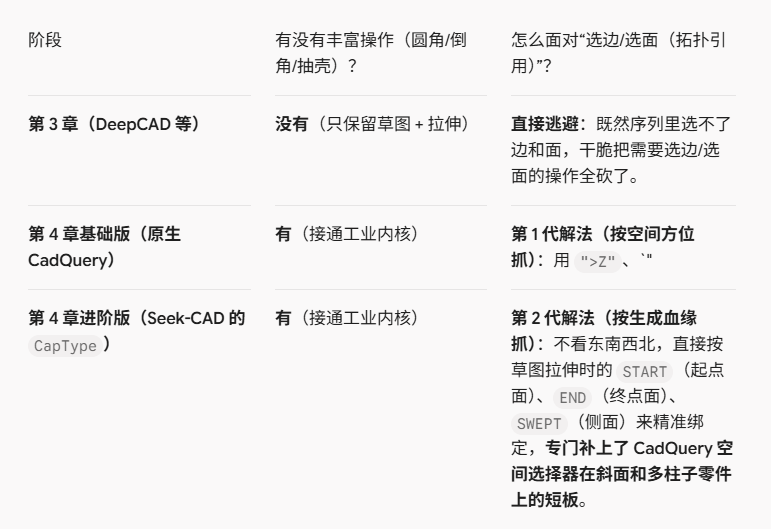 阶段
有没有丰富操作（圆角/倒
角/抽壳）？
怎么面对“选边/选面（拓扑引
用）”？
第 3 章（DeepCAD 等）
没有（只保留草图 + 拉伸）
直接逃避：既然序列里选不了
边和面，干脆把需要选边/选
面的操作全砍了。
第 4 章基础版（原生
CadQuery）
有（接通工业内核）
第 1 代解法（按空间方位
抓）：用 ">Z" 、`"
第 4 章进阶版（Seek-CAD 的
CapType ）
有（接通工业内核）
第 2 代解法（按生成血缘
抓）：不看东南西北，直接按
草图拉伸时的 START （起点
面）、 END （终点面）、
SWEPT （侧面）来精准绑
定，专门补上了 CadQuery 空
间选择器在斜面和多柱子零件
上的短板。